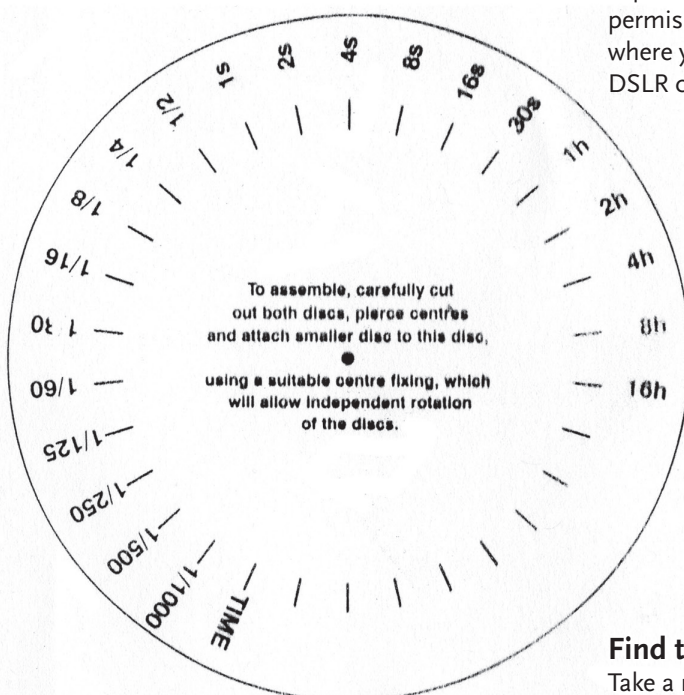 TIME
1/1000
1/500
1/250
1/125
1/60
1/16
1/8
1/4
1/2
1s
2s
4s
8s
16s
30s
1h
2h
4h
8h
16h
To assemble, carefully cut
out both discs, pierce centres
and attach smaller disc to this disc,
using a suitable centre fixing, which
will allow independent rotation
of the discs.
where
DSLR
Find
Take a